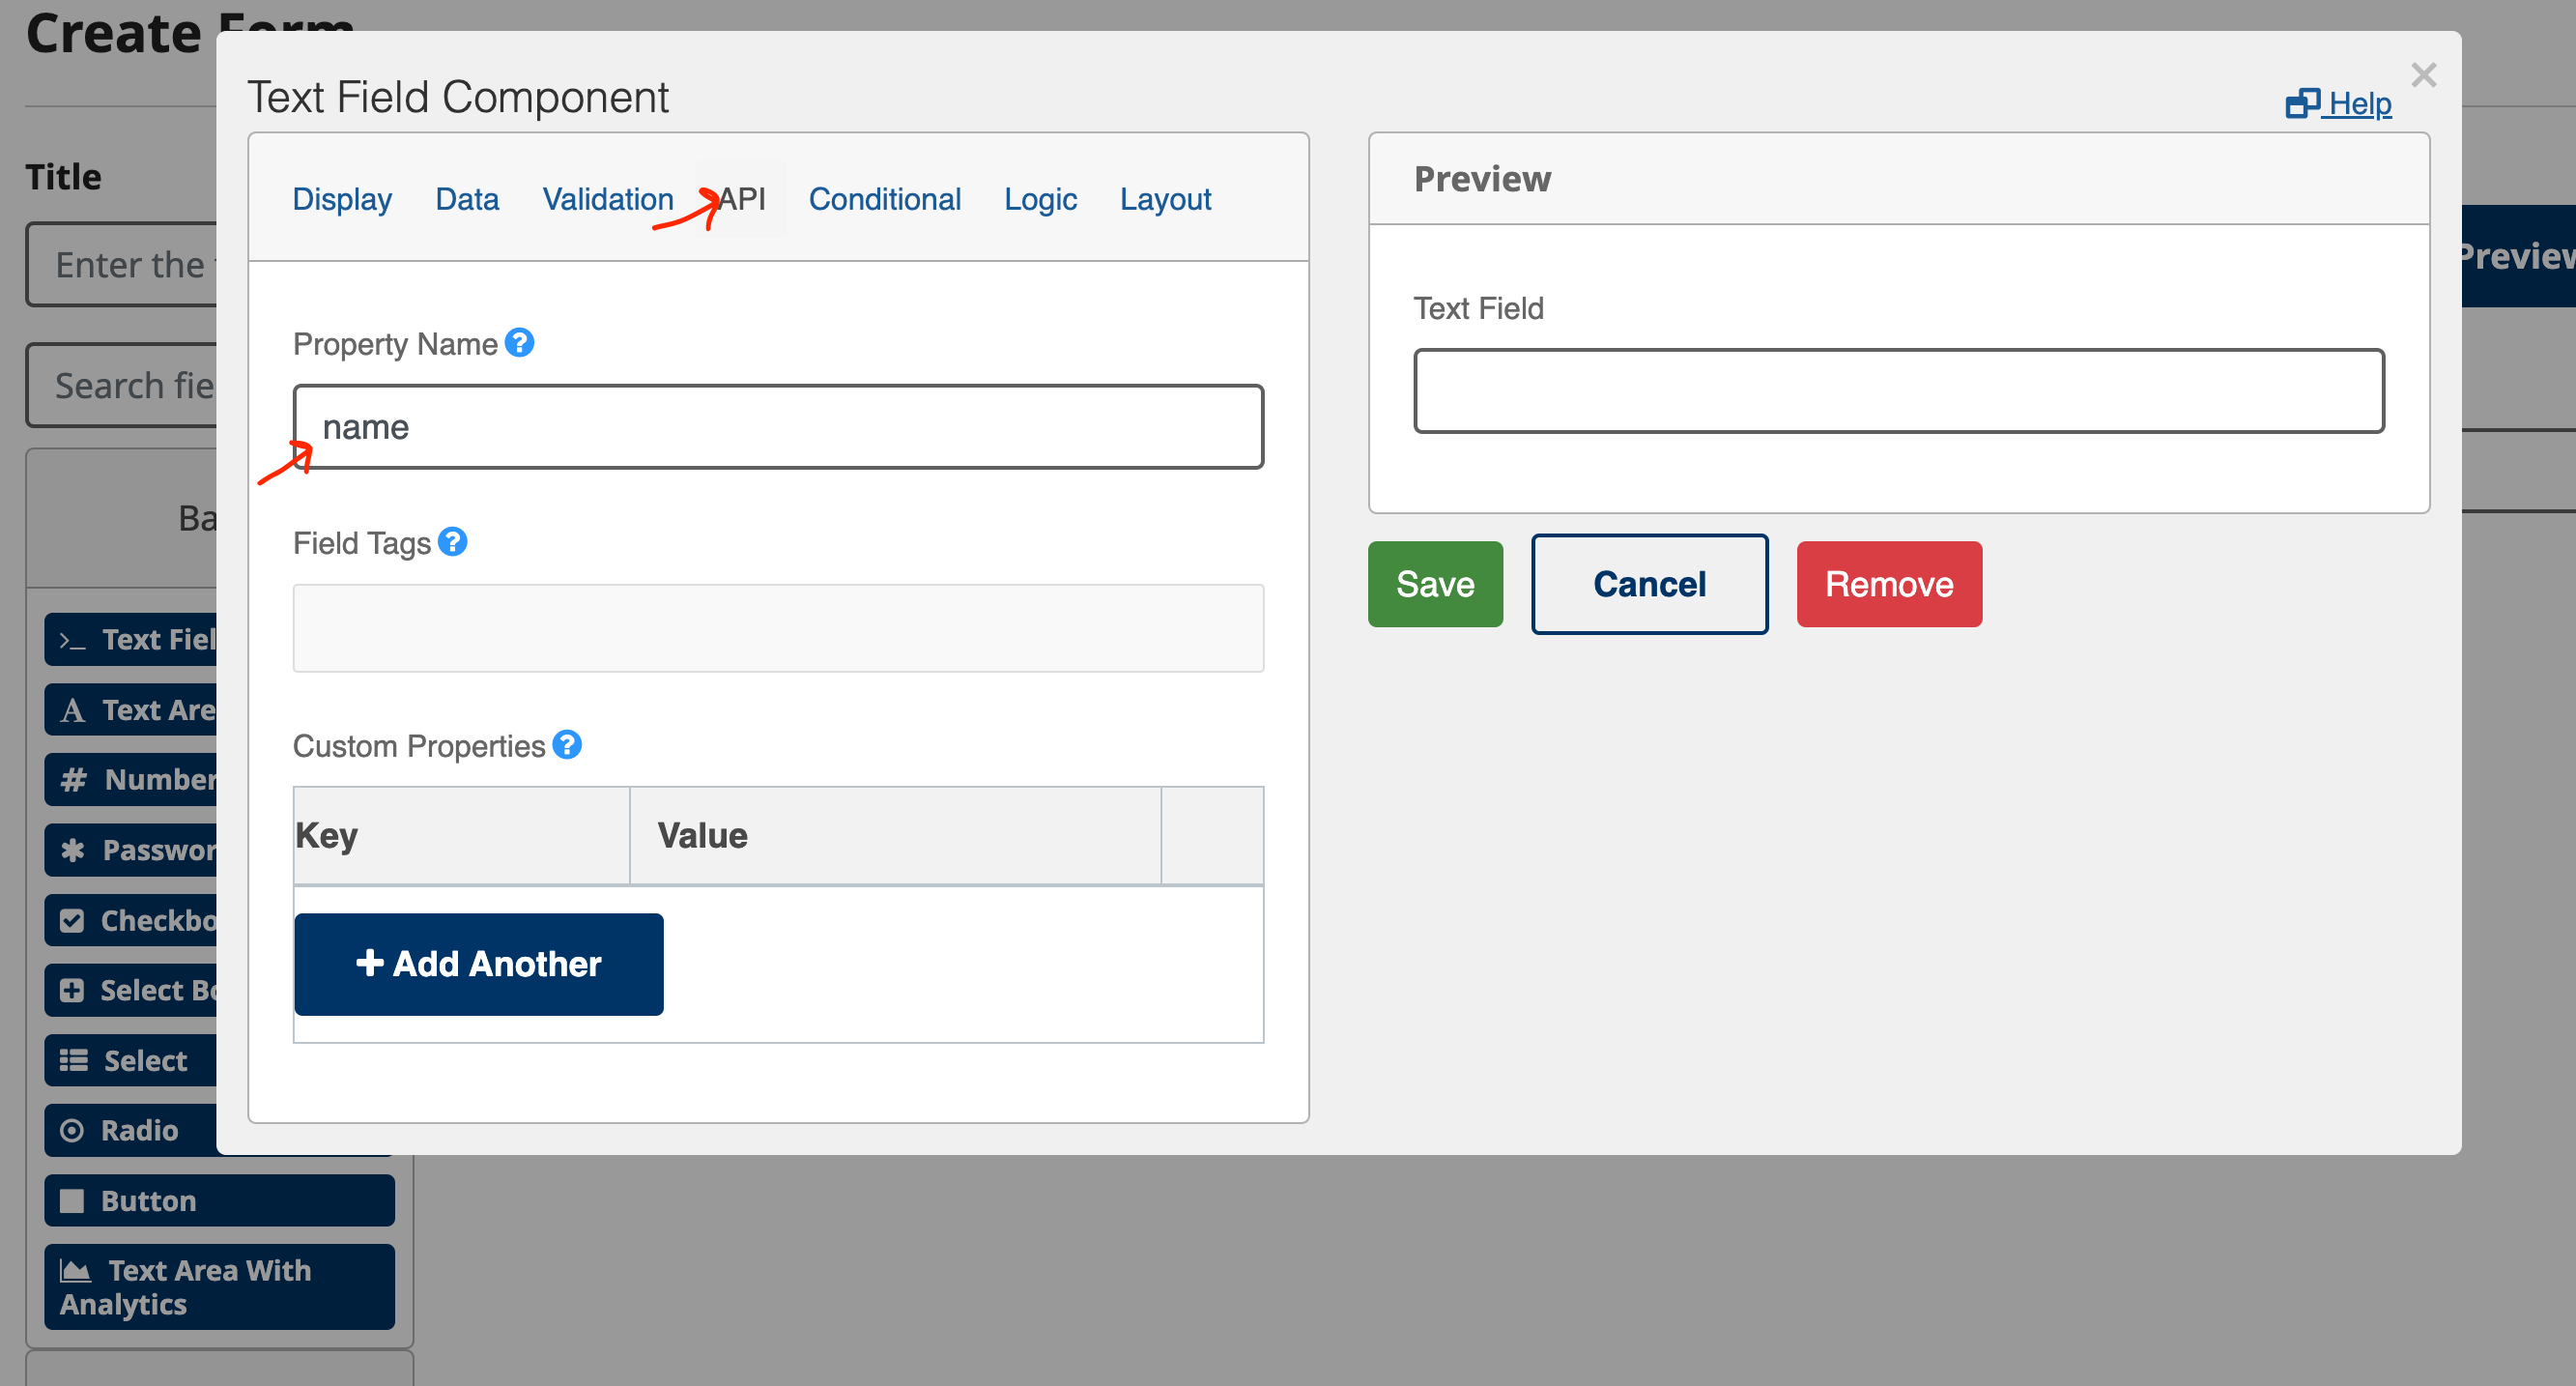 Create Form
Text Field Component
Help
Title
Display Data Validation API Conditional Logic Layout
Preview
Enter the
Preview
Text Field
Property Name
name
Search fie
Ba
Field Tags
Save Cancel Remove
>_ Text Fiel
A Text Are
Custom Properties
# Number
Key Value
Passwor
Checkbo
+ Add Another
Select Bo
Select
Radio
Button
Text Area With
Analytics